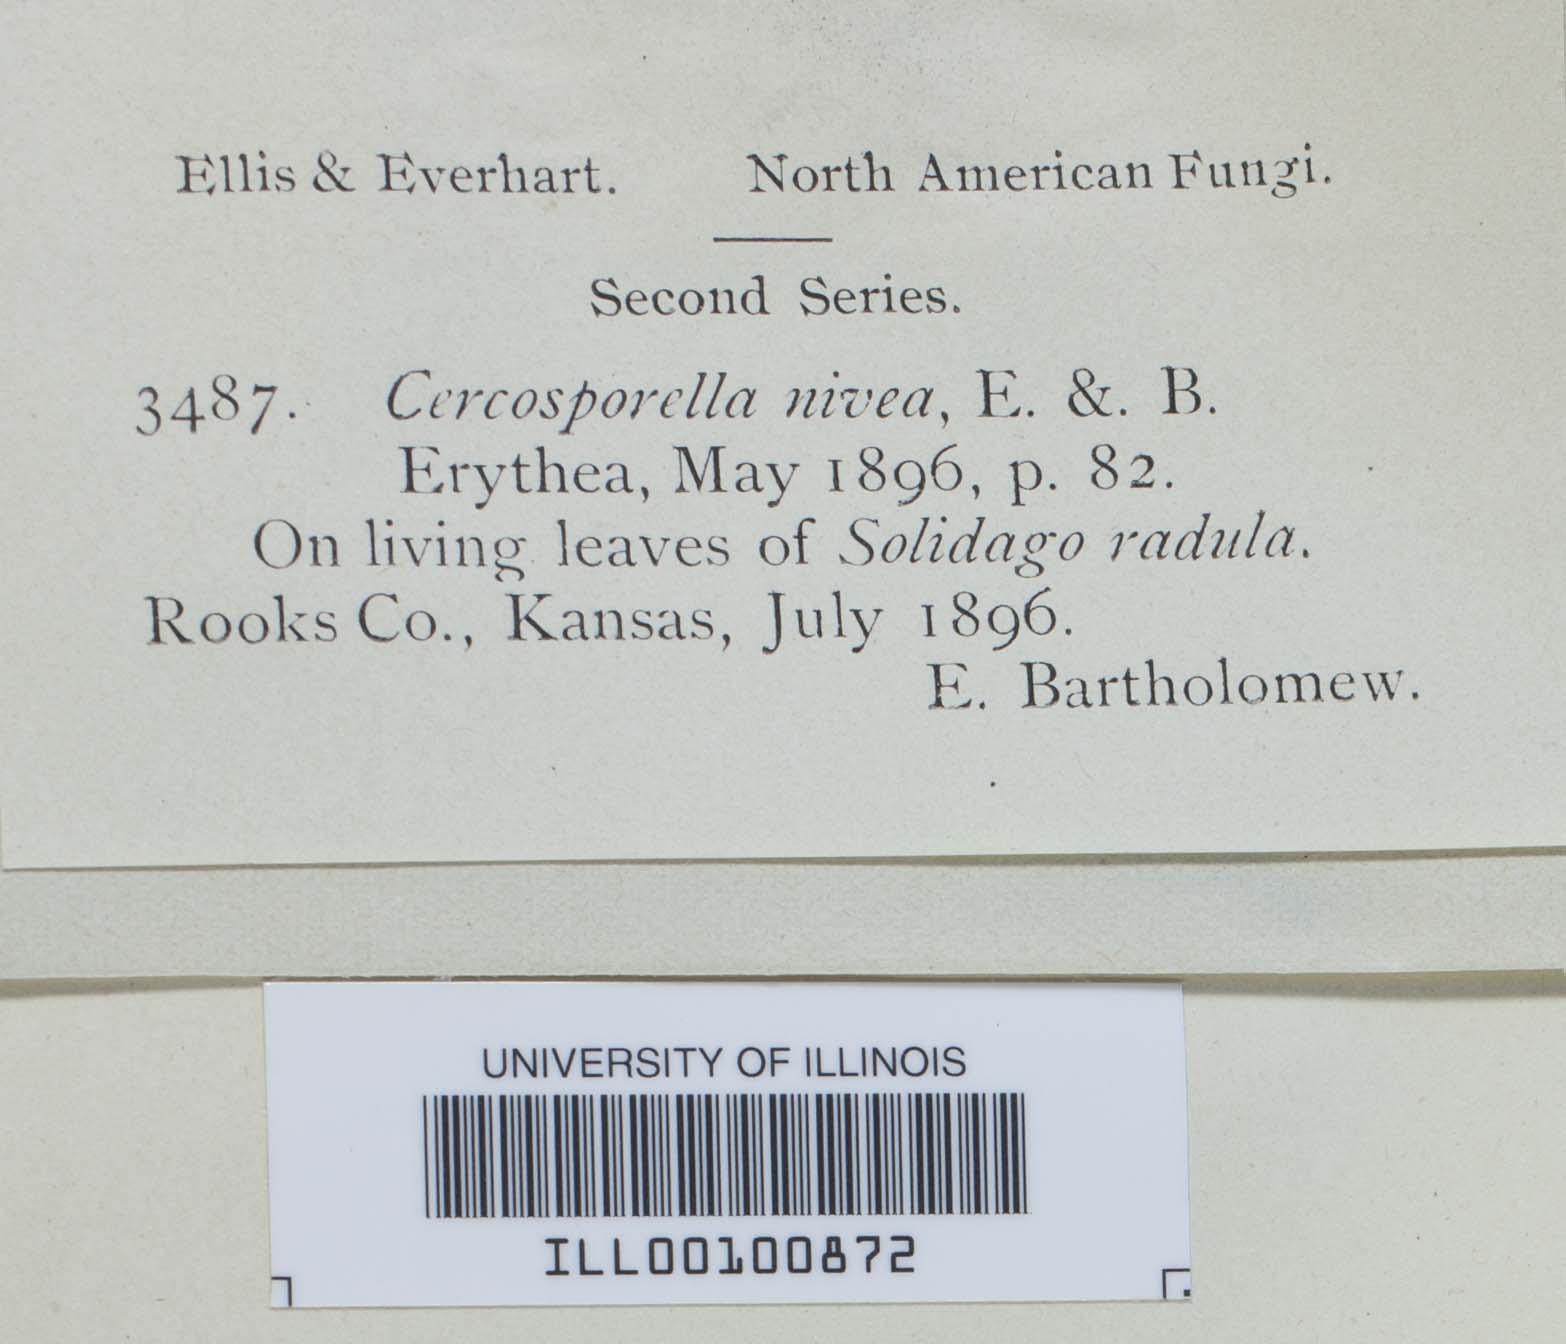 Ellis & Everhart. North American Fungi.
Second Series.
3487. Cercosporella nivea, E. &. B.
Erythea, May 1896, p. 82.
On living leaves of Solidago radula.
Rooks Co., Kansas, July 1896.
E. Bartholomew.
UNIVERSITY OF ILLINOIS
ILL00100872